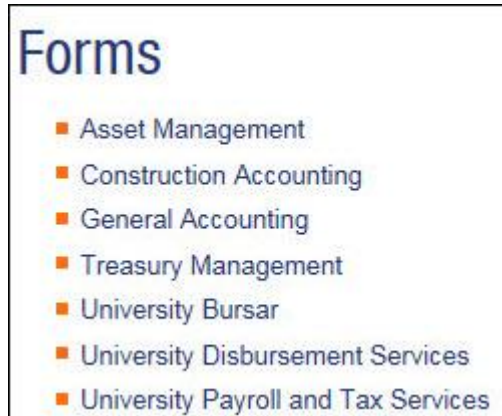 Forms
Asset Management
Construction Accounting
General Accounting
Treasury Management
University Bursar
University Disbursement Services
University Payroll and Tax Services